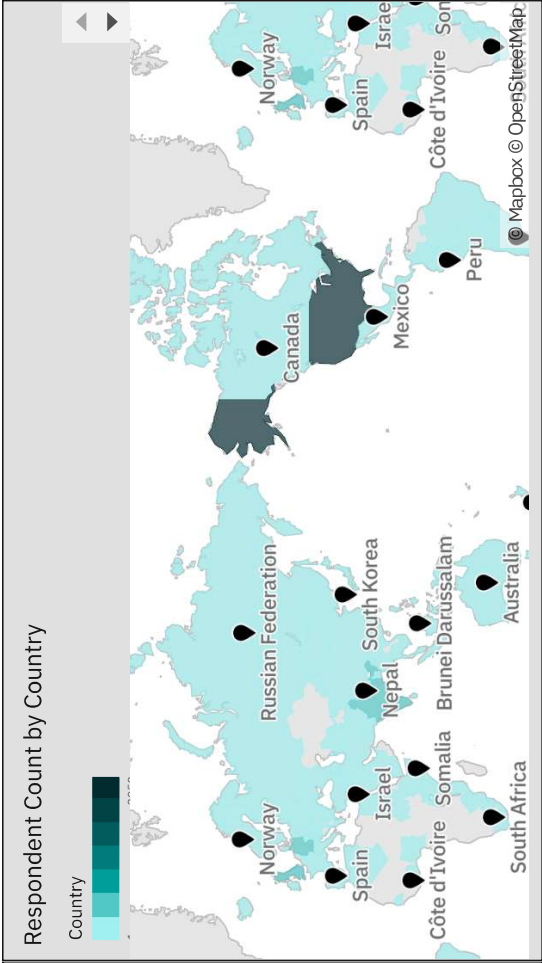 Respondent Count by Country
Country
Norway
Canada
Norway
Russian Federation
Israel
Spain
South Korea
Nepal
Mexico
Spain
Israel
Côte d'Ivoire
Somalia
Brunei Darussalam
Peru
Côte d'Ivoire
South Africa
Australia
© Mapbox © OpenStreetMap